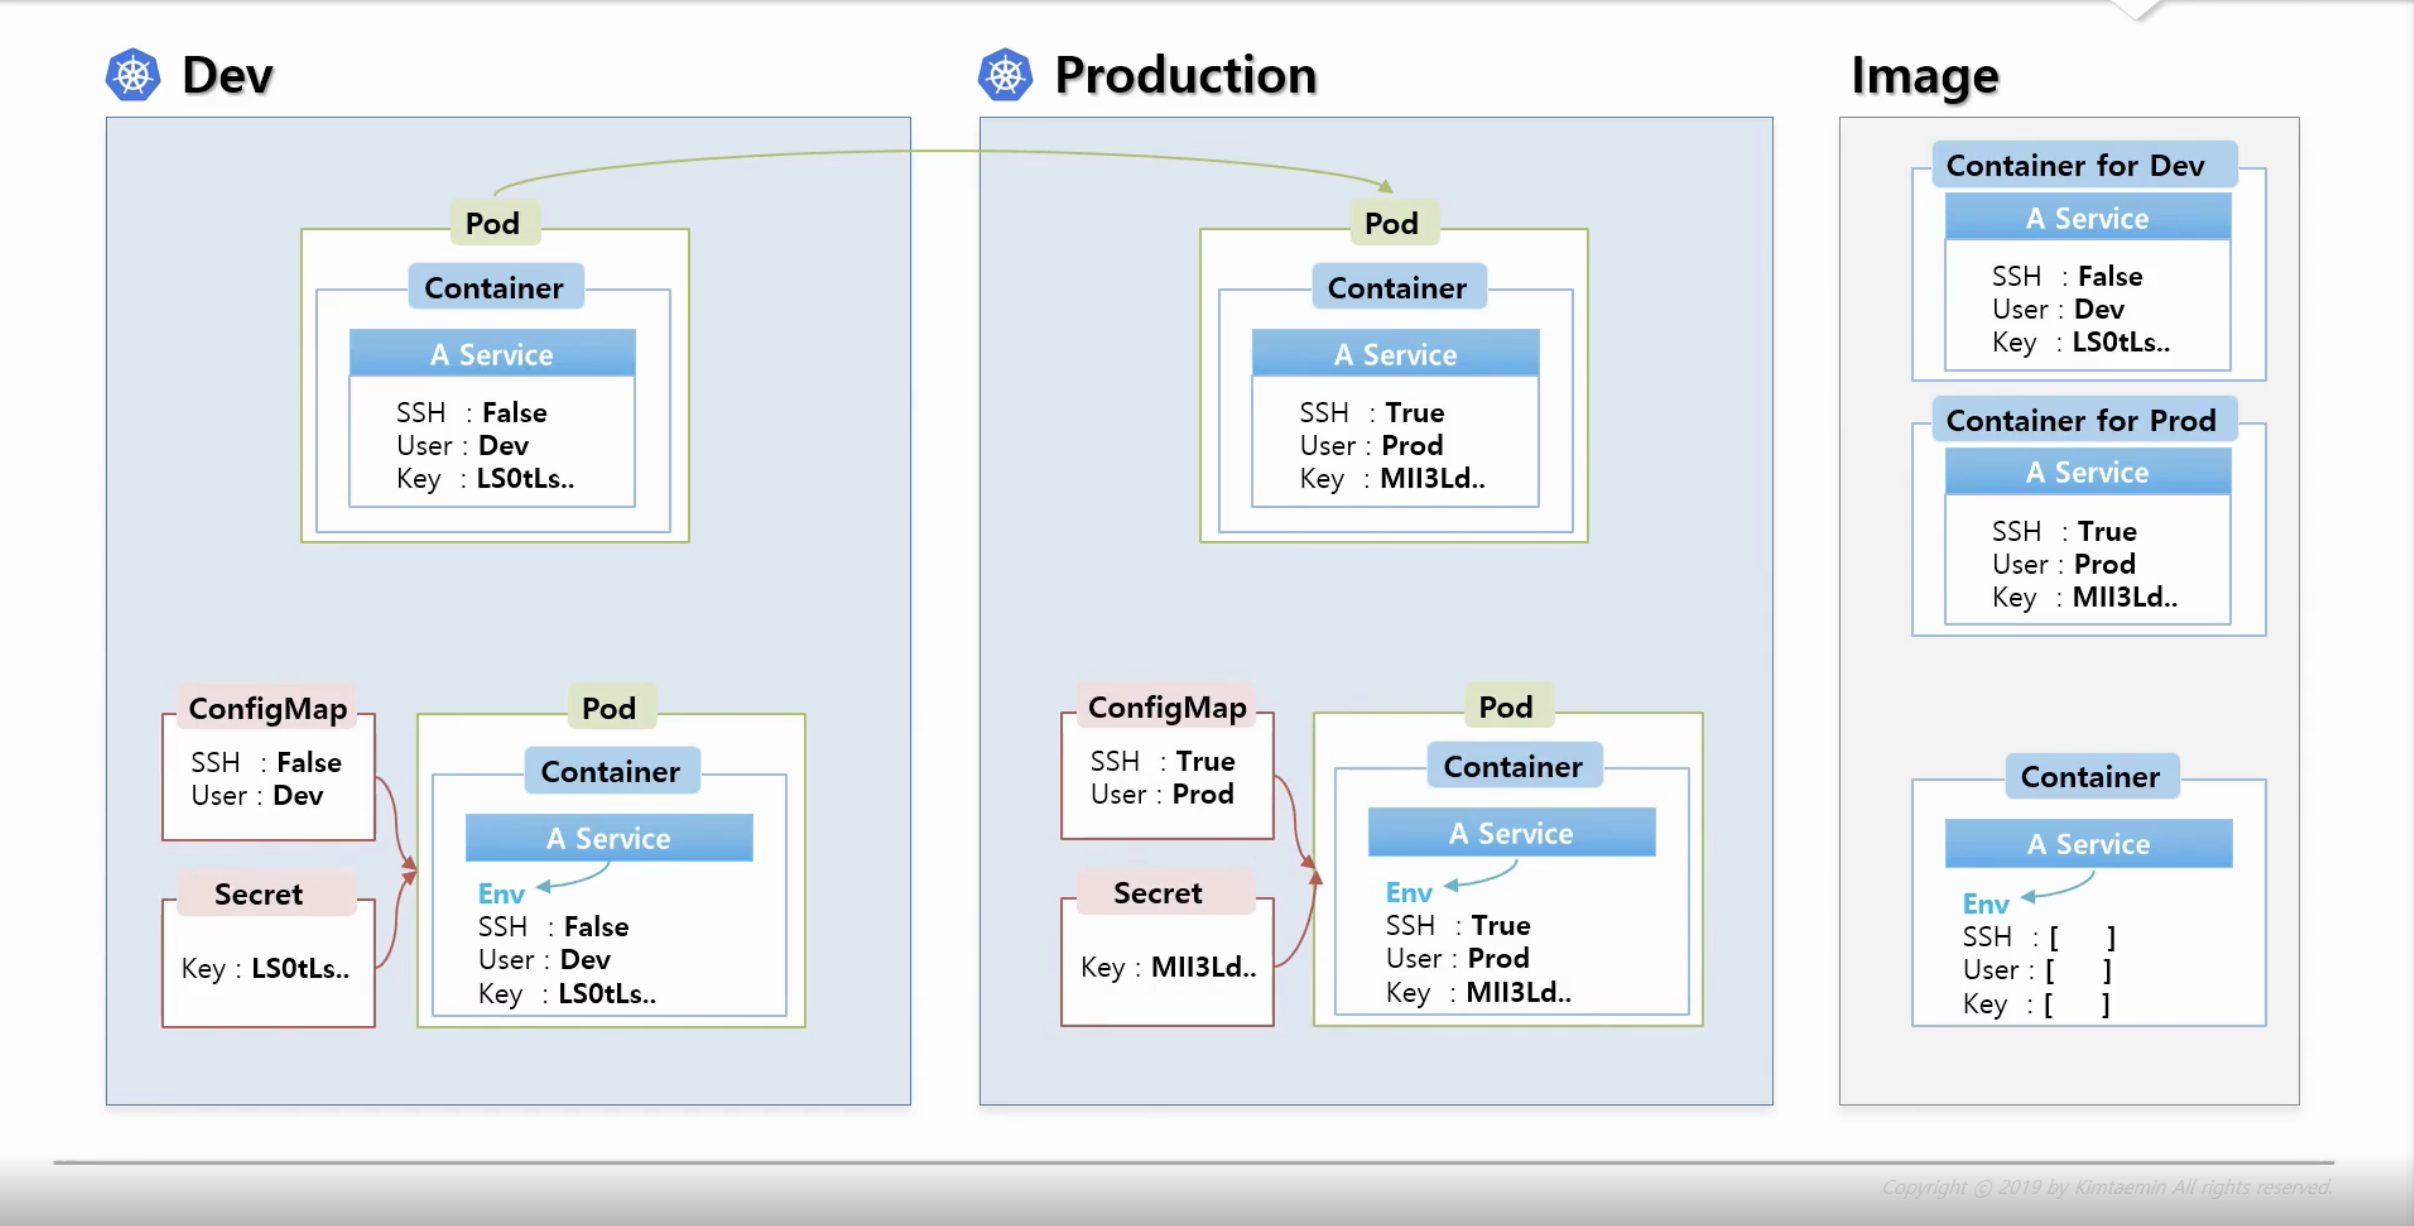 Dev
Pod
Container
A Service
SSH : False
User : Dev
Key : LS0tLs..
ConfigMap
SSH : False
User : Dev
Secret
Key : LS0tLs..
Pod
Container
A Service
Env
SSH : False
User : Dev
Key : LS0tLs..
Production
Pod
Container
A Service
SSH : True
User : Prod
Key : MII3Ld..
ConfigMap
SSH : True
User : Prod
Secret
Key : MII3Ld..
Pod
Container
A Service
Env
SSH : True
User : Prod
Key : MII3Ld..
Image
Container for Dev
A Service
SSH : False
User : Dev
Key : LS0tLs..
Container for Prod
A Service
SSH : True
User : Prod
Key : MII3Ld..
Container
A Service
Env
SSH : [ ]
User : [ ]
Key : [ ]
Copyright ⓒ 2019 by Kimtaemin All rights reserved.